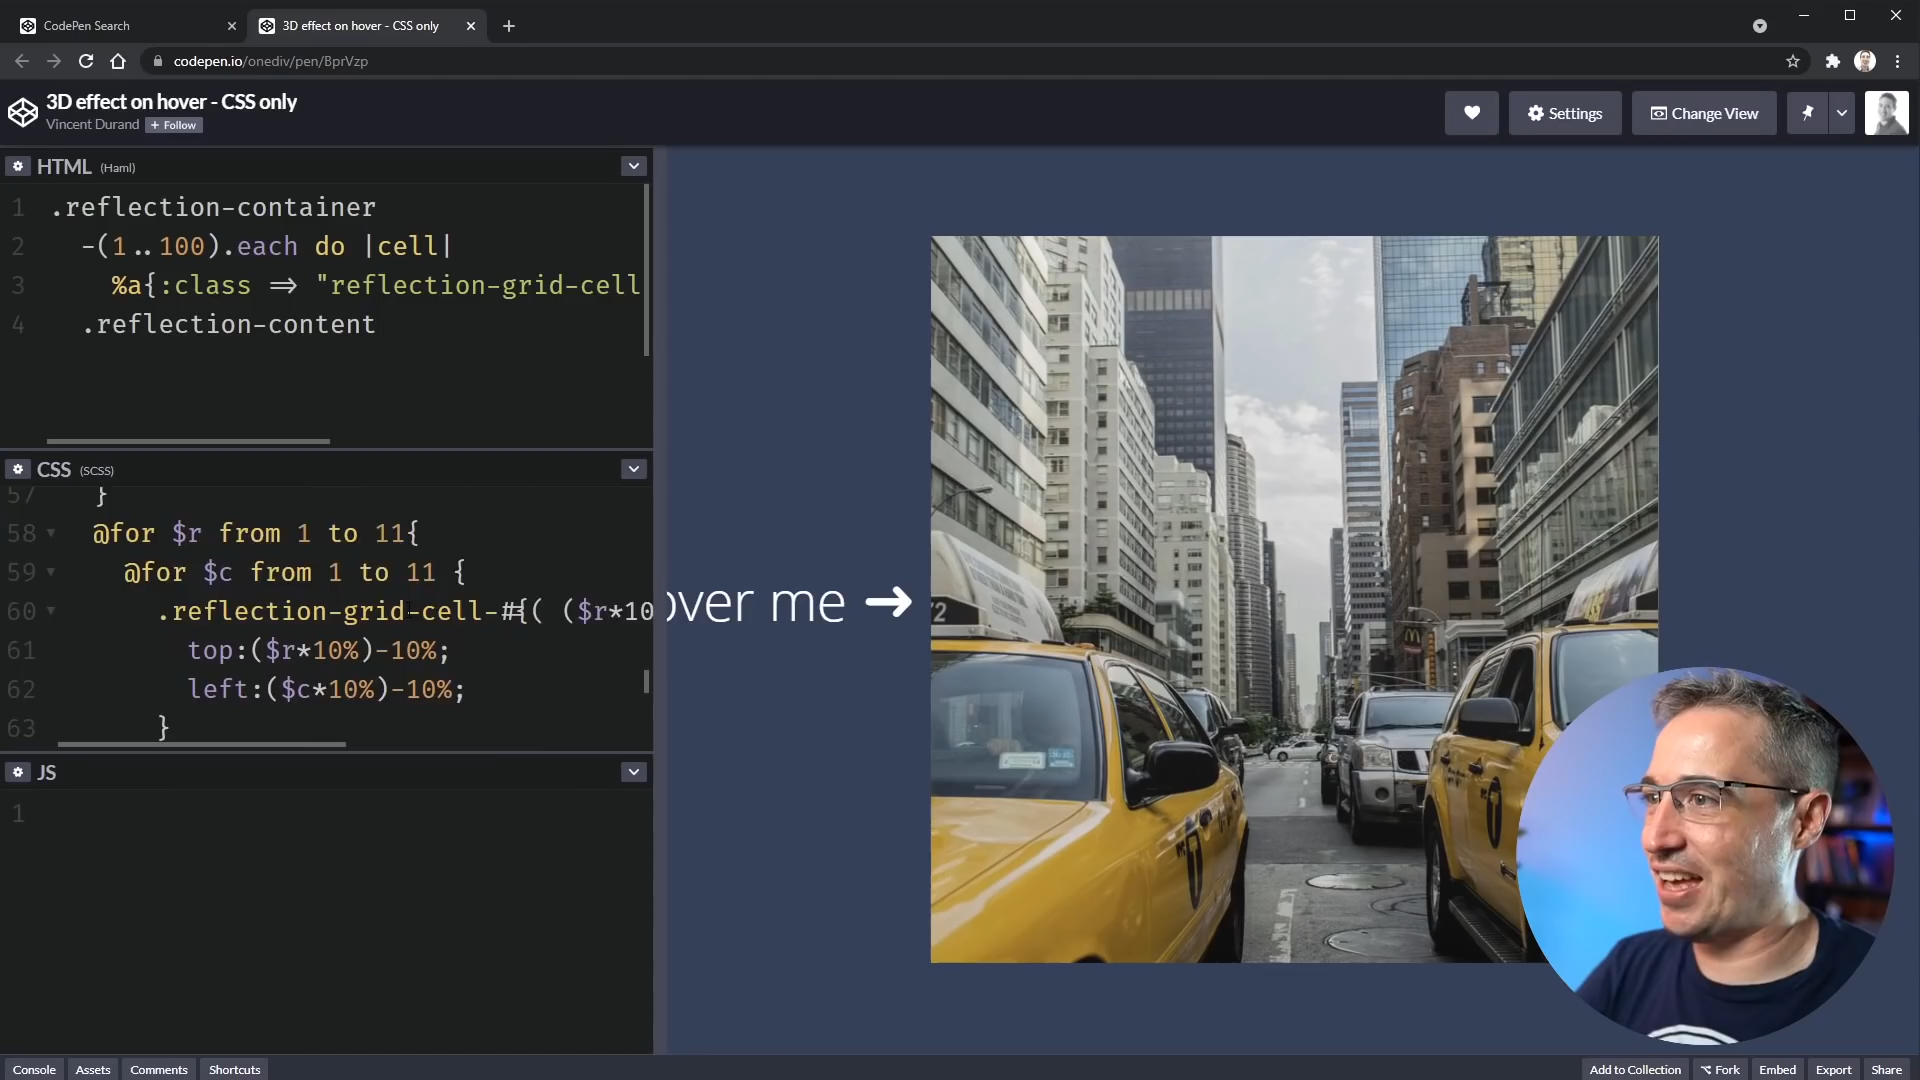 CodePen Search
3D effect on hover - CSS only
codepen.io/onediv/pen/BprVzp
3D effect on hover - CSS only
Vincent Durand + Follow
Settings
Change View
HTML (Haml)
1 .reflection-container
2 -(1..100).each do |cell|
3 %a{:class => "reflection-grid-cell
4 .reflection-content
CSS (SCSS)
57 }
58 @for $r from 1 to 11{
59 @for $c from 1 to 11 {
60 .reflection-grid-cell-#{( ($r*10
61 top:($r*10%)-10%;
62 left:($c*10%)-10%;
63 }
over me ➜
JS
1
Console Assets Comments Shortcuts
Add to Collection Fork Embed Export Share